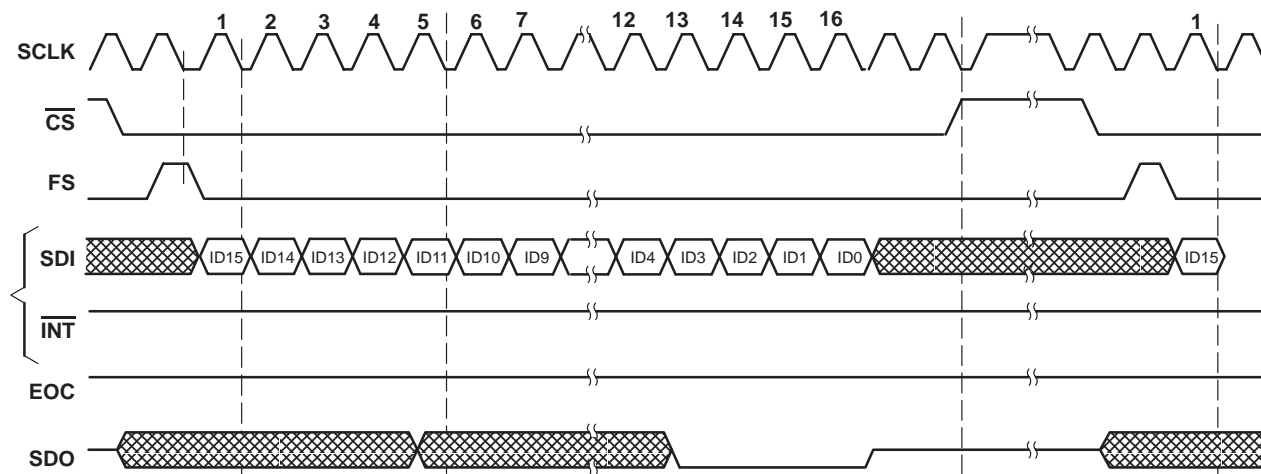 1 2 3 4 5 6 7 12 13 14 15 16 1
SCLK
CS
FS
SDI ID15 ID14 ID13 ID12 ID11 ID10 ID9 ID4 ID3 ID2 ID1 ID0 ID15
INT
EOC
SDO